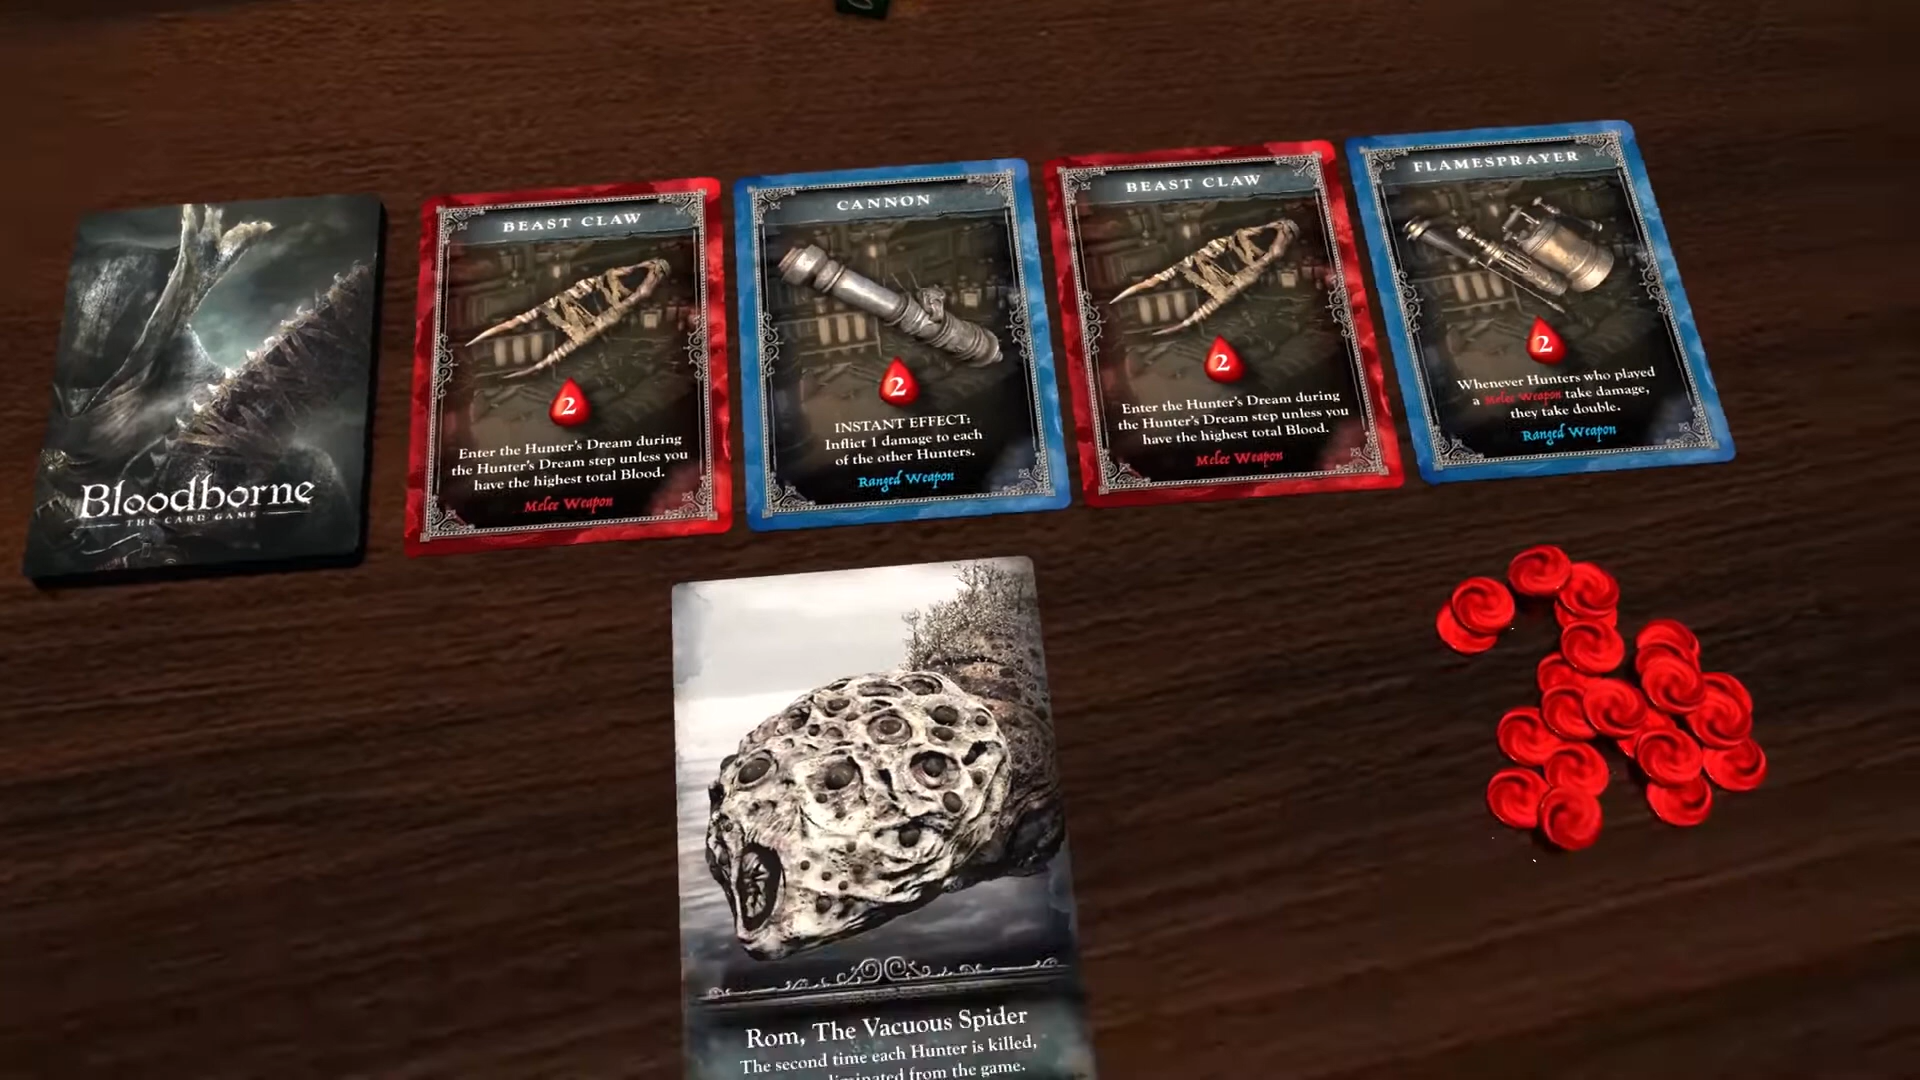 Bloodborne
THE CARD GAME
BEAST CLAW
2
Enter the Hunter's Dream during
the Hunter's Dream step unless you
have the highest total Blood.
Melee Weapon
CANNON
2
INSTANT EFFECT:
Inflict 1 damage to each
of the other Hunters.
Ranged Weapon
BEAST CLAW
2
Enter the Hunter's Dream during
the Hunter's Dream step unless you
have the highest total Blood.
Melee Weapon
FLAMESPRAYER
2
Whenever Hunters who played
a Melee Weapon take damage,
they take double.
Ranged Weapon
Rom, The Vacuous Spider
The second time each Hunter is killed,
from the game.